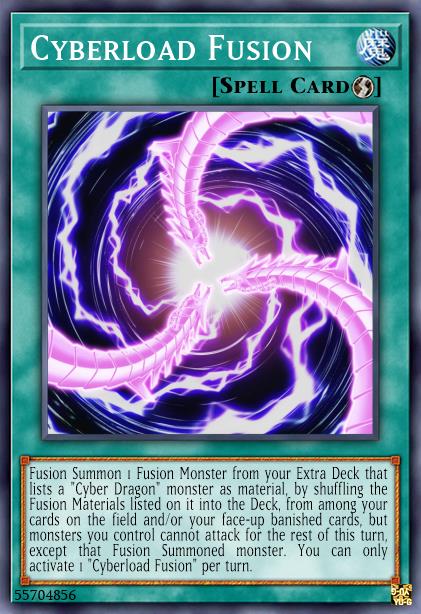 Cyberload Fusion
魔
[Spell Card]
Fusion Summon 1 Fusion Monster from your Extra Deck that
lists a "Cyber Dragon" monster as material, by shuffling the
Fusion Materials listed on it into the Deck, from among your
cards on the field and/or your face-up banished cards, but
monsters you control cannot attack for the rest of this turn,
except that Fusion Summoned monster. You can only
activate 1 "Cyberload Fusion" per turn.
55704856